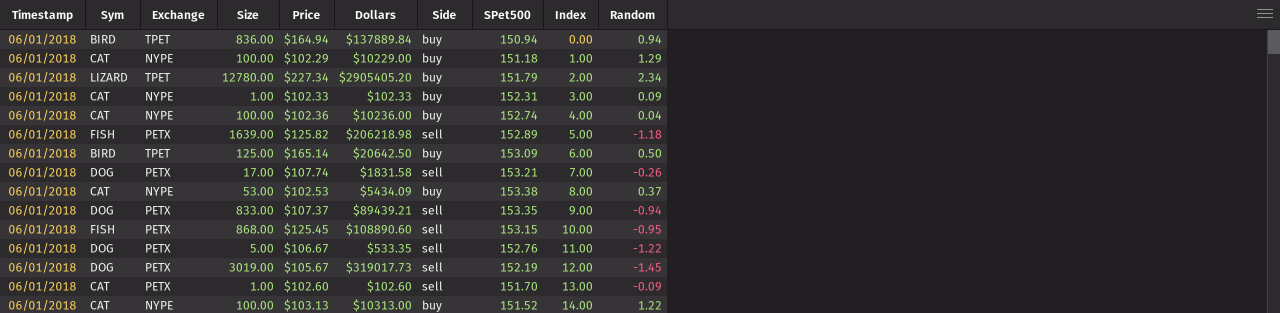 Timestamp Sym Exchange Size Price Dollars Side SPet500 Index Random
06/01/2018 BIRD TPET 836.00 $164.94 $137889.84 buy 150.94 0.00 0.94
06/01/2018 CAT NYPE 100.00 $102.29 $10229.00 buy 151.18 1.00 1.29
06/01/2018 LIZARD TPET 12780.00 $227.34 $2905405.20 buy 151.79 2.00 2.34
06/01/2018 CAT NYPE 1.00 $102.33 $102.33 buy 152.31 3.00 0.09
06/01/2018 CAT NYPE 100.00 $102.36 $10236.00 buy 152.74 4.00 0.04
06/01/2018 FISH PETX 1639.00 $125.82 $206218.98 sell 152.89 5.00 -1.18
06/01/2018 BIRD TPET 125.00 $165.14 $20642.50 buy 153.09 6.00 0.50
06/01/2018 DOG PETX 17.00 $107.74 $1831.58 sell 153.21 7.00 -0.26
06/01/2018 CAT NYPE 53.00 $102.53 $5434.09 buy 153.38 8.00 0.37
06/01/2018 DOG PETX 833.00 $107.37 $89439.21 sell 153.35 9.00 -0.94
06/01/2018 FISH PETX 868.00 $125.45 $108890.60 sell 153.15 10.00 -0.95
06/01/2018 DOG PETX 5.00 $106.67 $533.35 sell 152.76 11.00 -1.22
06/01/2018 DOG PETX 3019.00 $105.67 $319017.73 sell 152.19 12.00 -1.45
06/01/2018 CAT PETX 1.00 $102.60 $102.60 sell 151.70 13.00 -0.09
06/01/2018 CAT NYPE 100.00 $103.13 $10313.00 buy 151.52 14.00 1.22